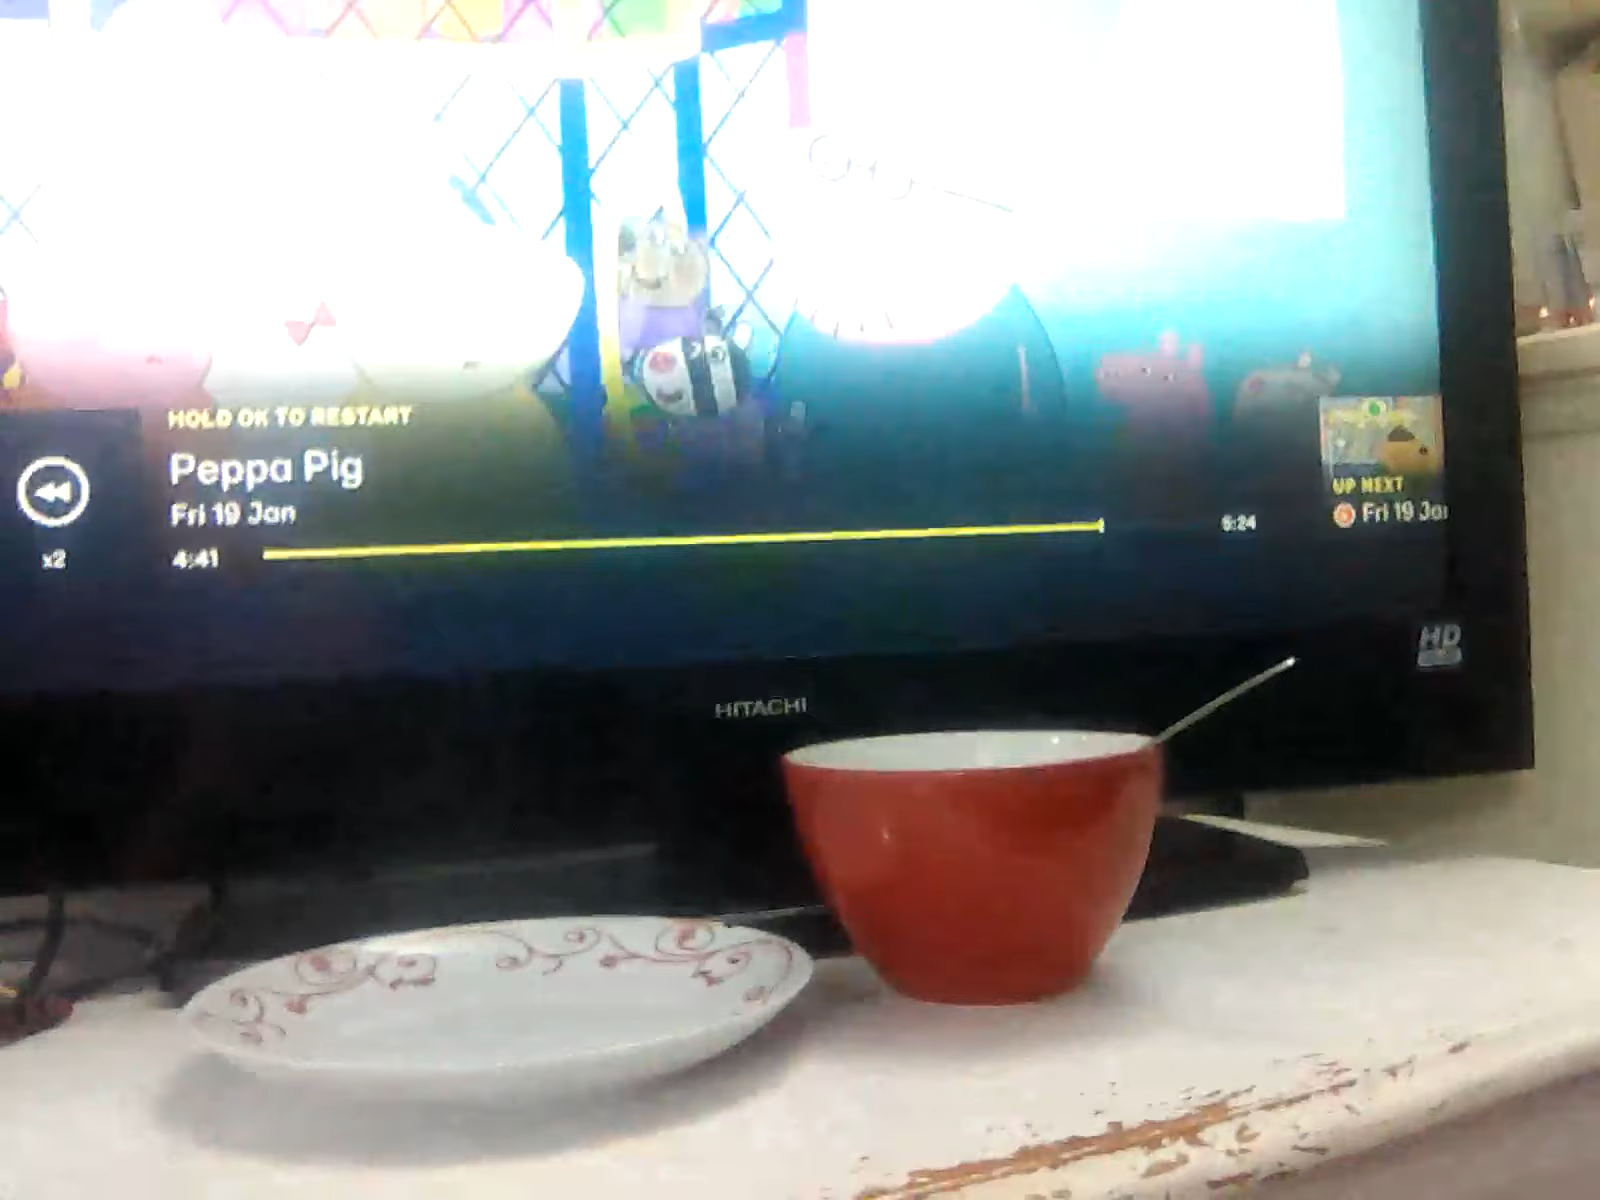 HOLD OK TO RESTART
Peppa Pig
Fri 19 Jan
x2
4:41
5:24
UP NEXT
Fri 19 Jan
HD
HITACHI